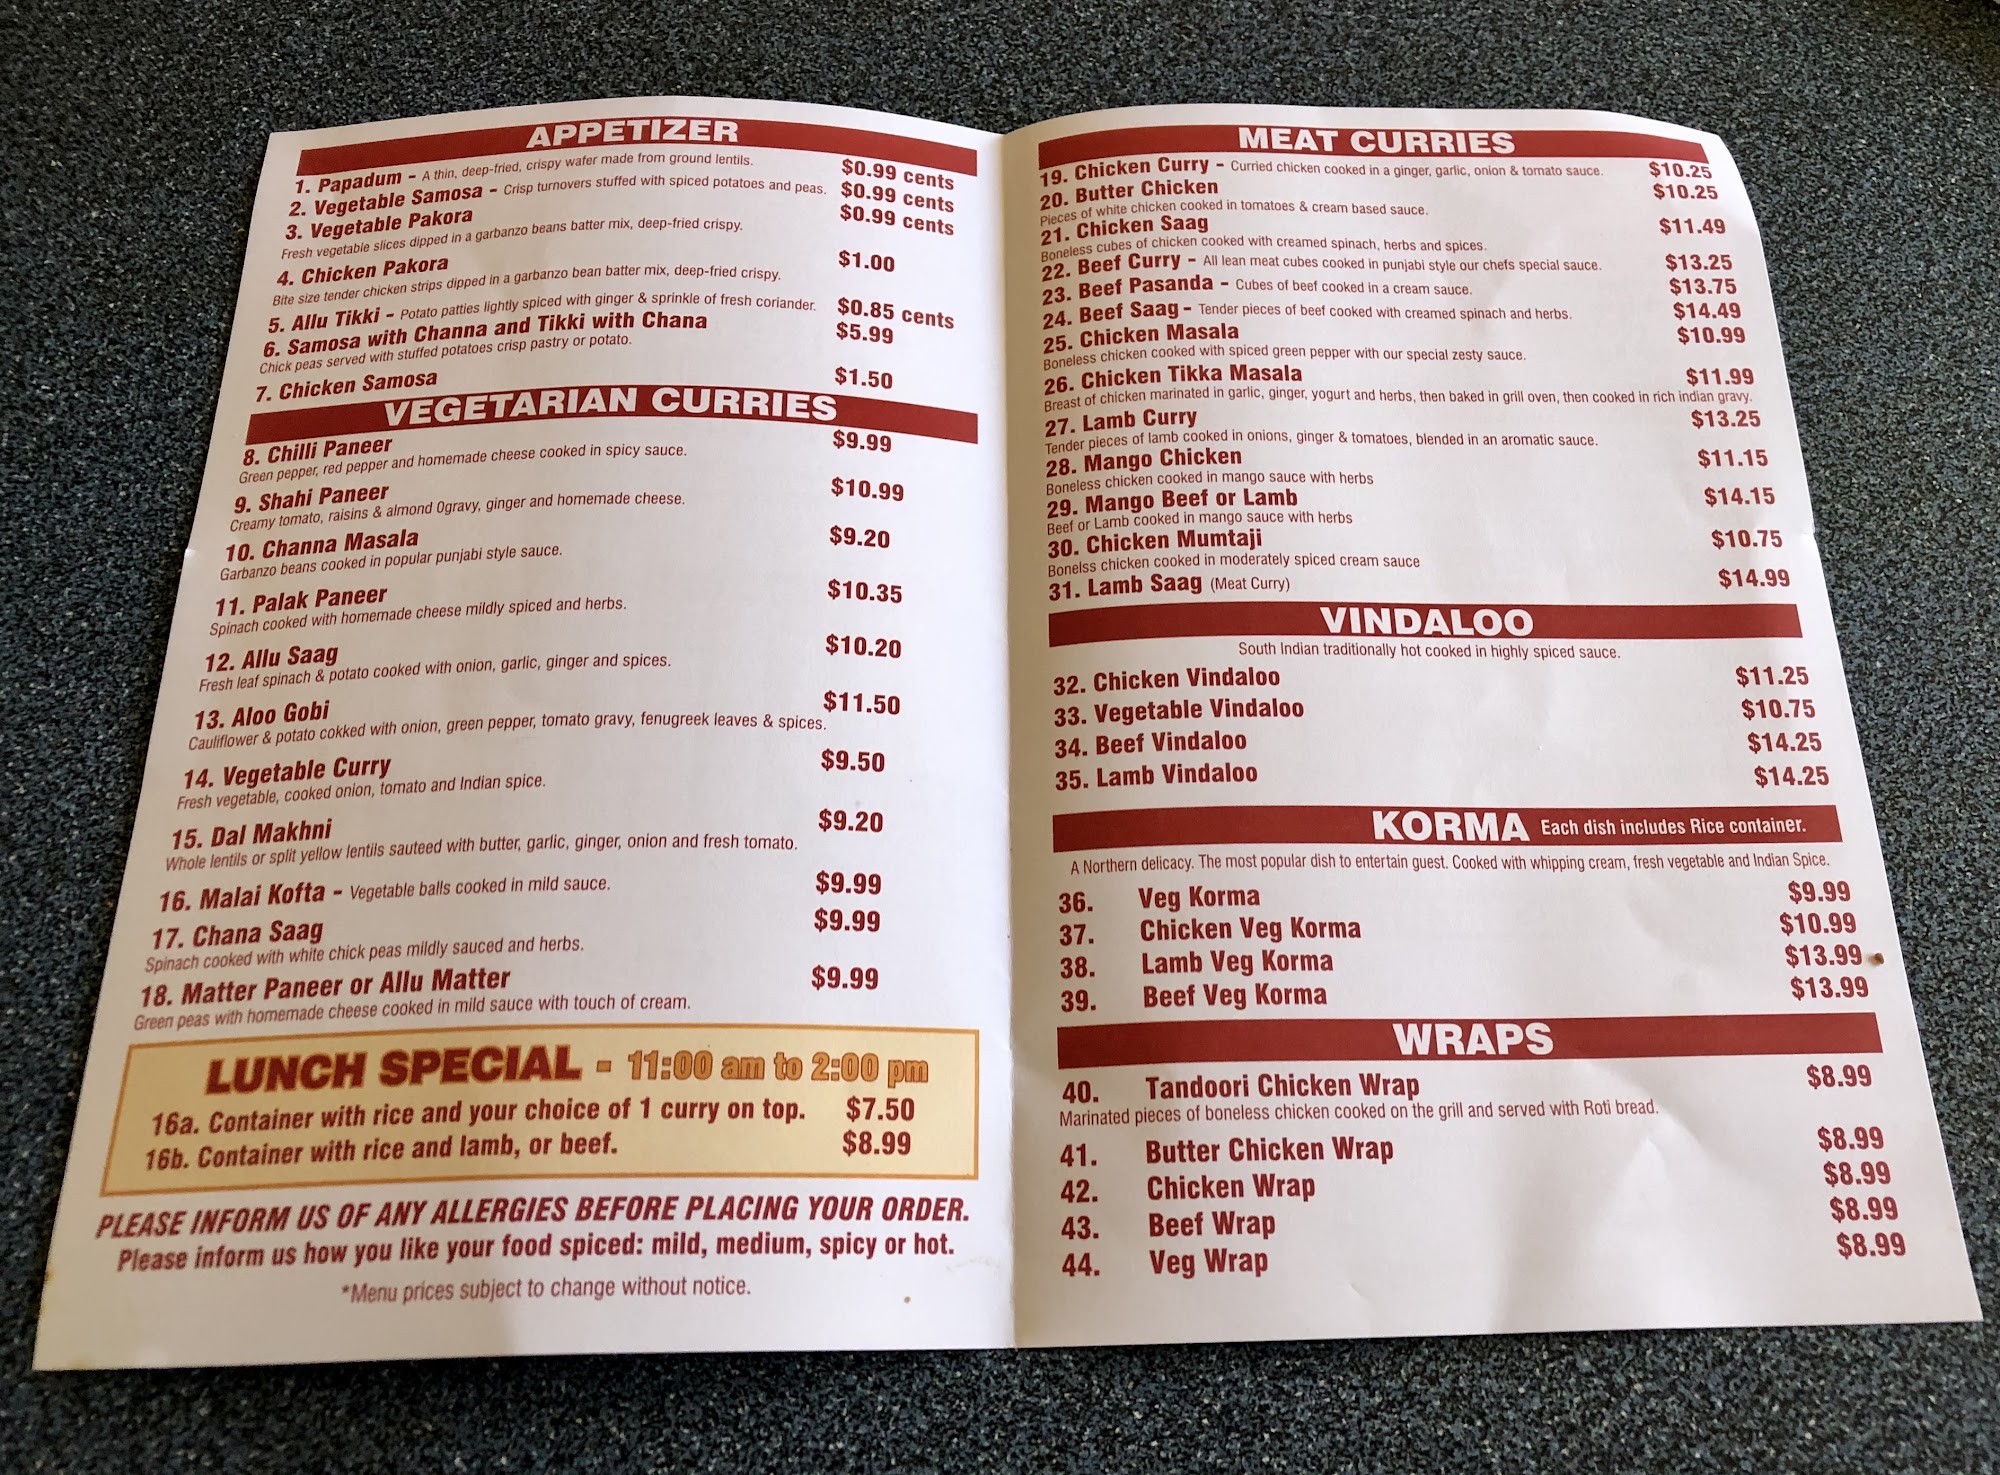 APPETIZER
1. Papadum - A thin, deep-fried, crispy wafer made from ground lentils. $0.99 cents
2. Vegetable Samosa - Crisp turnovers stuffed with spiced potatoes and peas. $0.99 cents
3. Vegetable Pakora $0.99 cents
Fresh vegetable slices dipped in a garbanzo beans batter mix, deep-fried crispy.
4. Chicken Pakora $1.00
Bite size tender chicken strips dipped in a garbanzo bean batter mix, deep-fried crispy.
5. Allu Tikki - Potato patties lightly spiced with ginger & sprinkle of fresh coriander. $0.85 cents
6. Samosa with Channa and Tikki with Chana $5.99
Chick peas served with stuffed potatoes crisp pastry or potato.
7. Chicken Samosa $1.50
VEGETARIAN CURRIES
8. Chilli Paneer $9.99
Green pepper, red pepper and homemade cheese cooked in spicy sauce.
9. Shahi Paneer $10.99
Creamy tomato, raisins & almond 0gravy, ginger and homemade cheese.
10. Channa Masala $9.20
Garbanzo beans cooked in popular punjabi style sauce.
11. Palak Paneer $10.35
Spinach cooked with homemade cheese mildly spiced and herbs.
12. Allu Saag $10.20
Fresh leaf spinach & potato cooked with onion, garlic, ginger and spices.
13. Aloo Gobi $11.50
Cauliflower & potato cokked with onion, green pepper, tomato gravy, fenugreek leaves & spices.
14. Vegetable Curry $9.50
Fresh vegetable, cooked onion, tomato and Indian spice.
15. Dal Makhni $9.20
Whole lentils or split yellow lentils sauteed with butter, garlic, ginger, onion and fresh tomato.
16. Malai Kofta - Vegetable balls cooked in mild sauce. $9.99
17. Chana Saag $9.99
Spinach cooked with white chick peas mildly sauced and herbs.
18. Matter Paneer or Allu Matter $9.99
Green peas with homemade cheese cooked in mild sauce with touch of cream.
LUNCH SPECIAL - 11:00 am to 2:00 pm
16a. Container with rice and your choice of 1 curry on top. $7.50
16b. Container with rice and lamb, or beef. $8.99
PLEASE INFORM US OF ANY ALLERGIES BEFORE PLACING YOUR ORDER.
Please inform us how you like your food spiced: mild, medium, spicy or hot.
*Menu prices subject to change without notice.
MEAT CURRIES
19. Chicken Curry - Curried chicken cooked in a ginger, garlic, onion & tomato sauce. $10.25
20. Butter Chicken $10.25
Pieces of white chicken cooked in tomatoes & cream based sauce.
21. Chicken Saag $11.49
Boneless cubes of chicken cooked with creamed spinach, herbs and spices.
22. Beef Curry - All lean meat cubes cooked in punjabi style our chefs special sauce. $13.25
23. Beef Pasanda - Cubes of beef cooked in a cream sauce. $13.75
24. Beef Saag - Tender pieces of beef cooked with creamed spinach and herbs. $14.49
25. Chicken Masala $10.99
Boneless chicken cooked with spiced green pepper with our special zesty sauce.
26. Chicken Tikka Masala $11.99
Breast of chicken marinated in garlic, ginger, yogurt and herbs, then baked in grill oven, then cooked in rich indian gravy.
27. Lamb Curry $13.25
Tender pieces of lamb cooked in onions, ginger & tomatoes, blended in an aromatic sauce.
28. Mango Chicken $11.15
Boneless chicken cooked in mango sauce with herbs
29. Mango Beef or Lamb $14.15
Beef or Lamb cooked in mango sauce with herbs
30. Chicken Mumtaji $10.75
Bonelss chicken cooked in moderately spiced cream sauce
31. Lamb Saag (Meat Curry) $14.99
VINDALOO
South Indian traditionally hot cooked in highly spiced sauce.
32. Chicken Vindaloo $11.25
33. Vegetable Vindaloo $10.75
34. Beef Vindaloo $14.25
35. Lamb Vindaloo $14.25
KORMA Each dish includes Rice container.
A Northern delicacy. The most popular dish to entertain guest. Cooked with whipping cream, fresh vegetable and Indian Spice.
36. Veg Korma $9.99
37. Chicken Veg Korma $10.99
38. Lamb Veg Korma $13.99
39. Beef Veg Korma $13.99
WRAPS
40. Tandoori Chicken Wrap $8.99
Marinated pieces of boneless chicken cooked on the grill and served with Roti bread.
41. Butter Chicken Wrap $8.99
42. Chicken Wrap $8.99
43. Beef Wrap $8.99
44. Veg Wrap $8.99